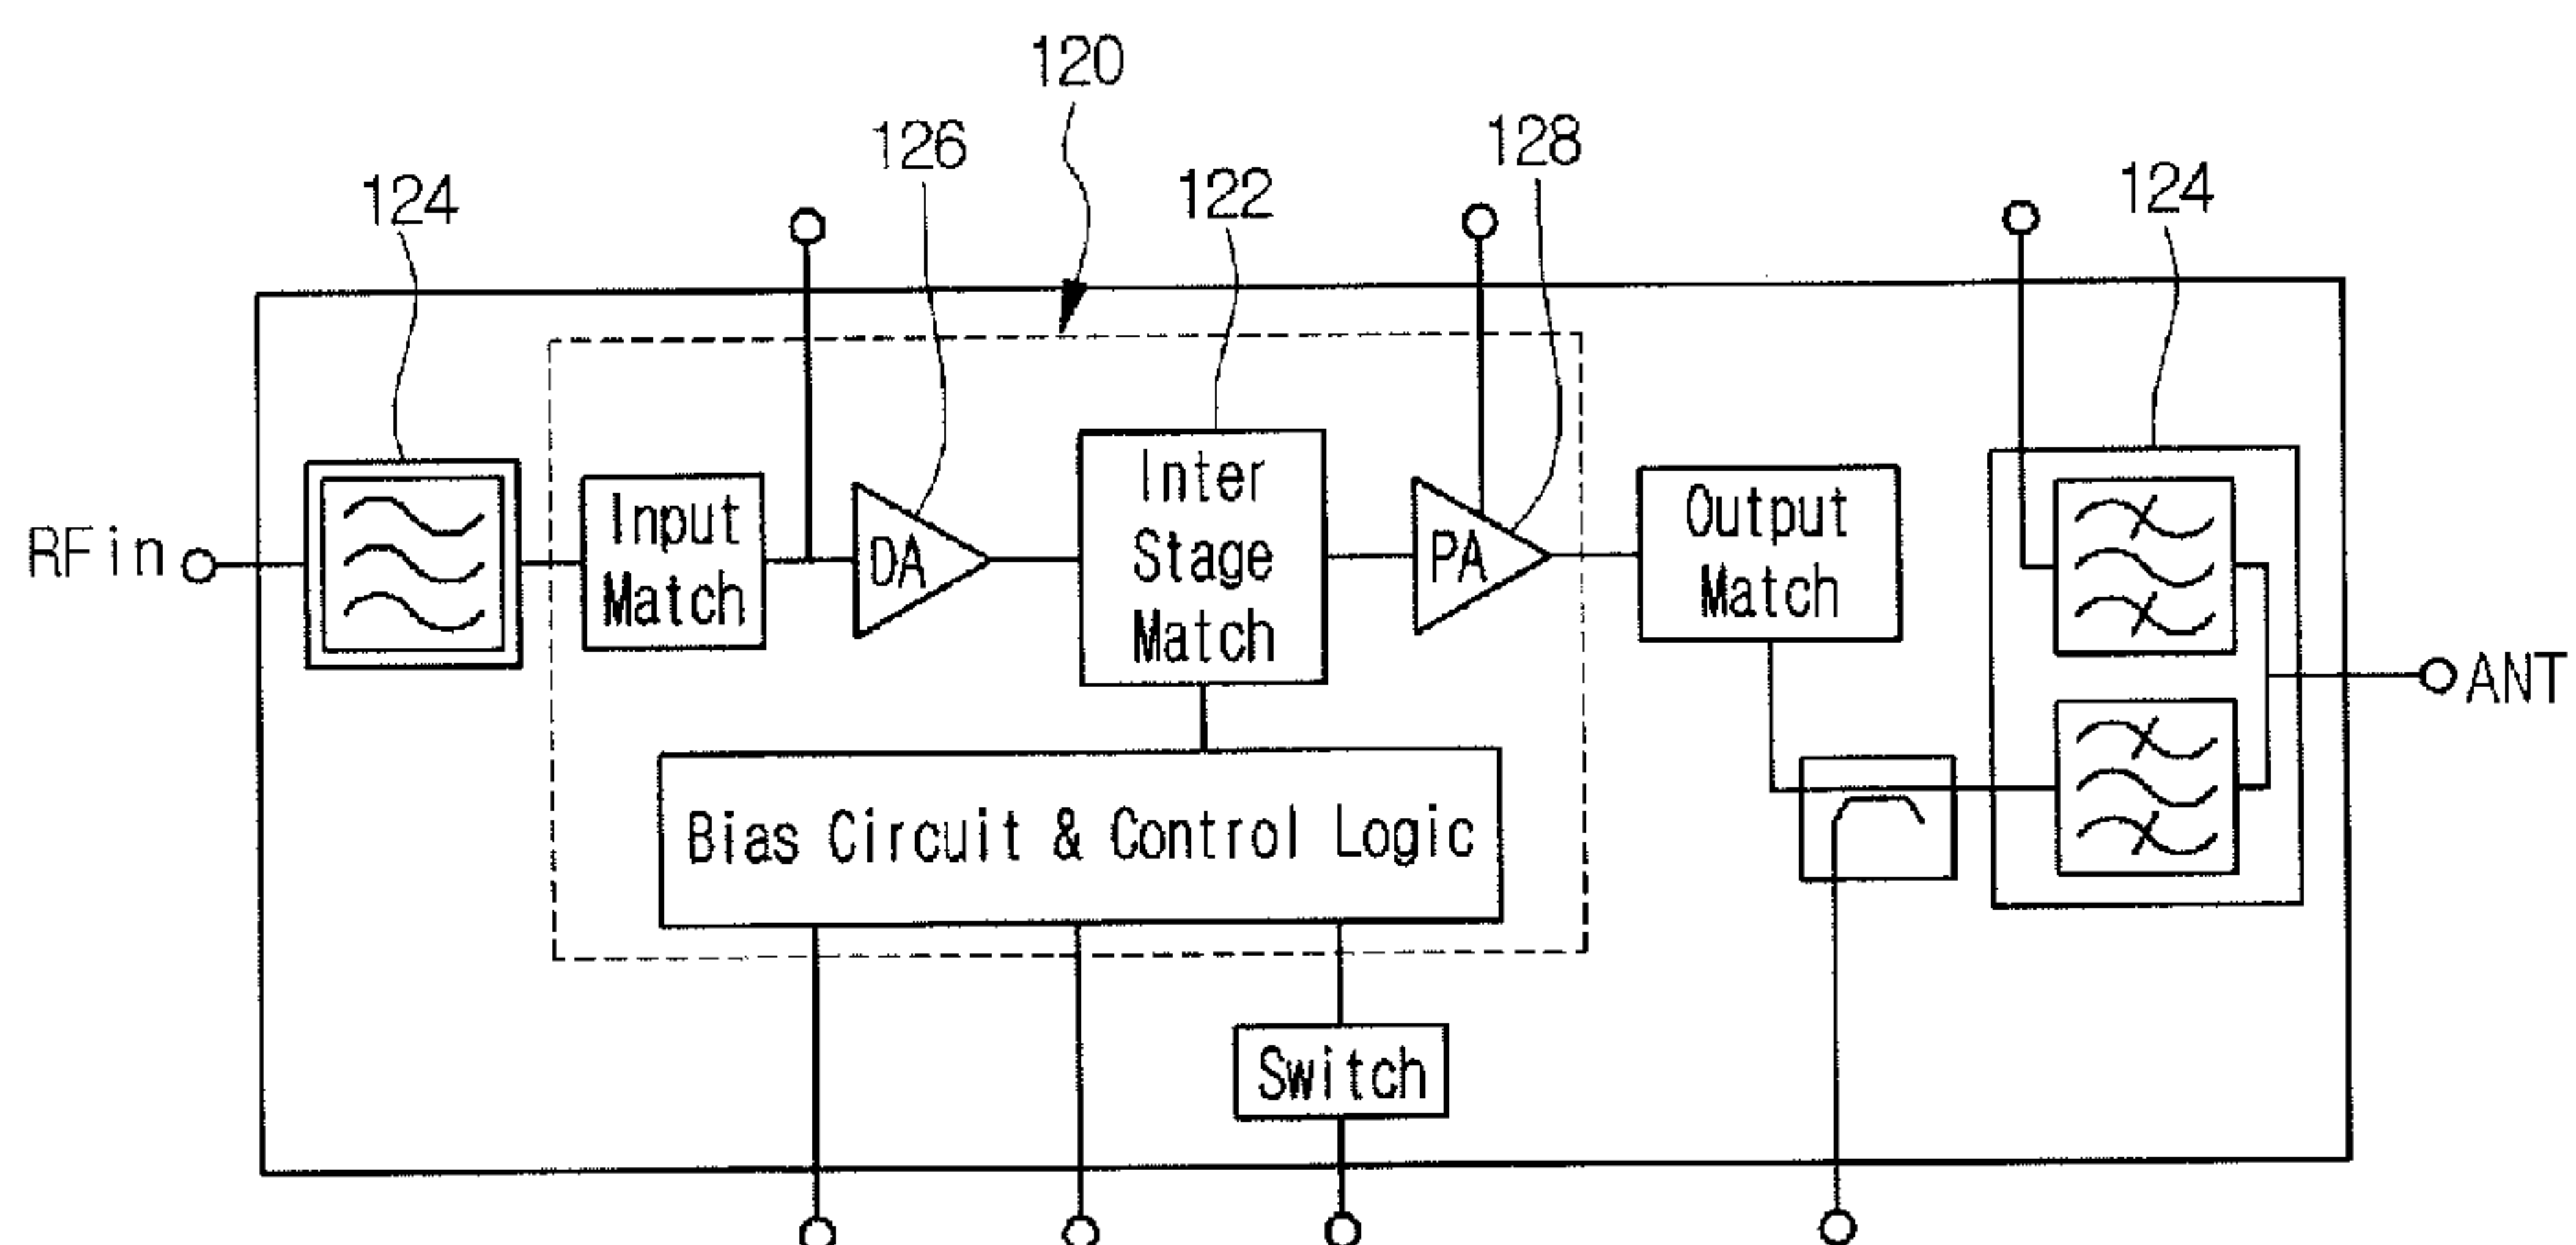 120
126
128
124
122
124
RFin
Input
Match
DA
Inter
Stage
Match
PA
Output
Match
ANT
Bias Circuit & Control Logic
Switch